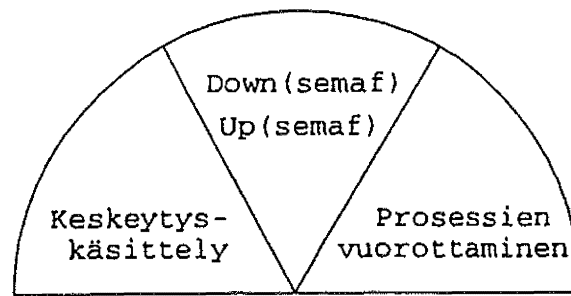 Down(semaf)
Up(semaf)
Keskeytys-
käsittely
Prosessien
vuorottaminen